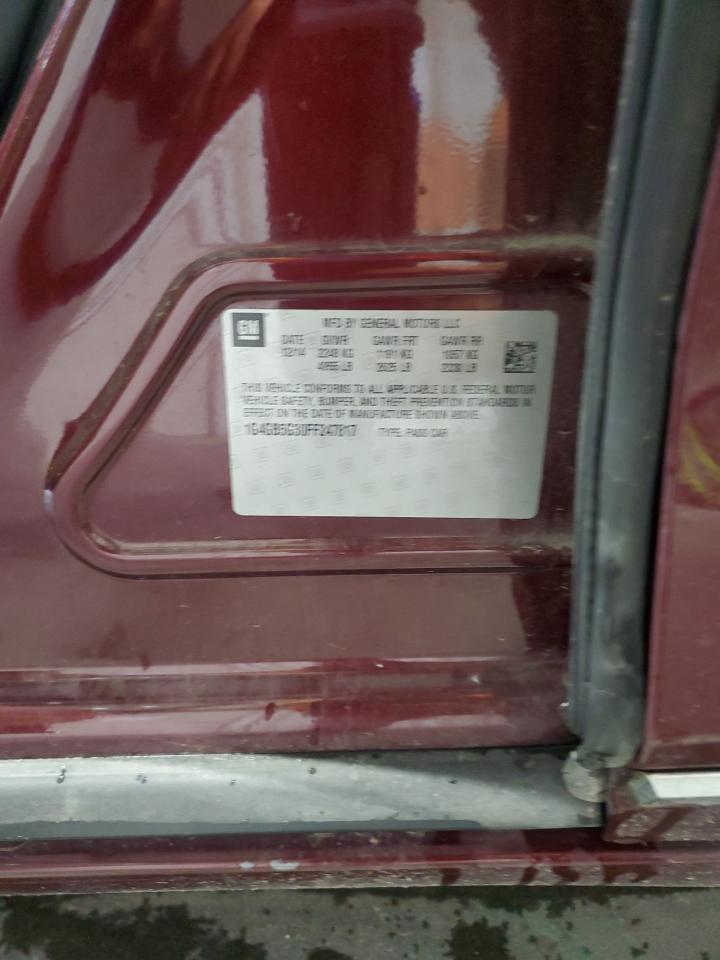 GM
MFD BY GENERAL MOTORS LLC
DATE GVWR GAWR FRT GAWR RR
12/14 2248 KG 1191 KG 1057 KG
4955 LB 2625 LB 2330 LB
THIS VEHICLE CONFORMS TO ALL APPLICABLE U.S. FEDERAL MOTOR
VEHICLE SAFETY, BUMPER, AND THEFT PREVENTION STANDARDS IN
EFFECT ON THE DATE OF MANUFACTURE SHOWN ABOVE.
1G4GB5G30FF247817 TYPE: PASS CAR